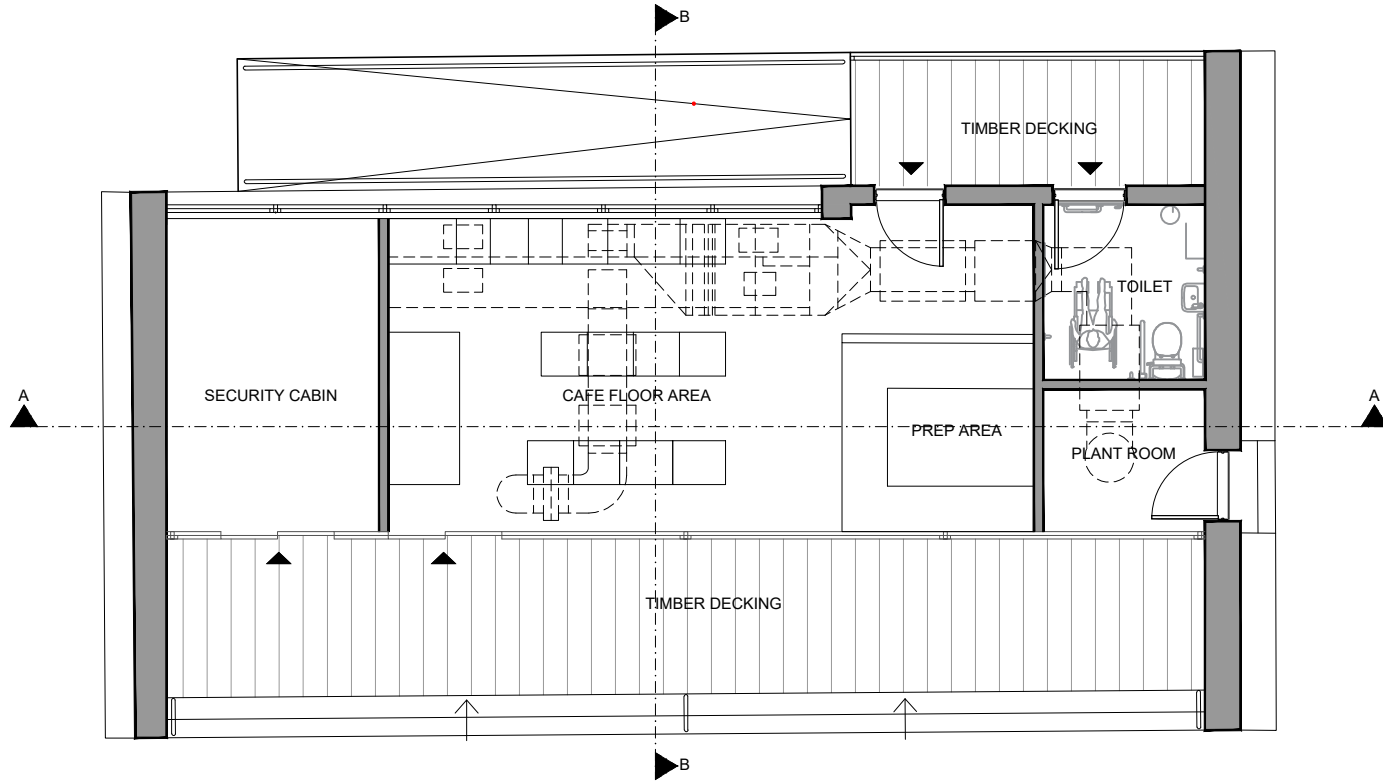 B
TIMBER DECKING
TOILET
A
SECURITY CABIN
CAFE FLOOR AREA
A
PREP AREA
PLANT ROOM
TIMBER DECKING
B